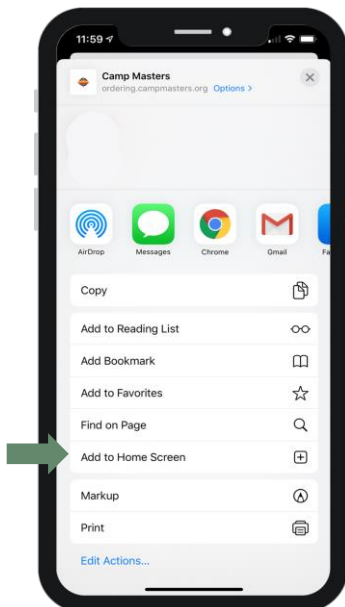 11:59
Camp Masters
ordering.campmasters.org Options >
AirDrop Messages Chrome Gmail Fa
Copy
Add to Reading List
Add Bookmark
Add to Favorites
Find on Page
Add to Home Screen
Markup
Print
Edit Actions...